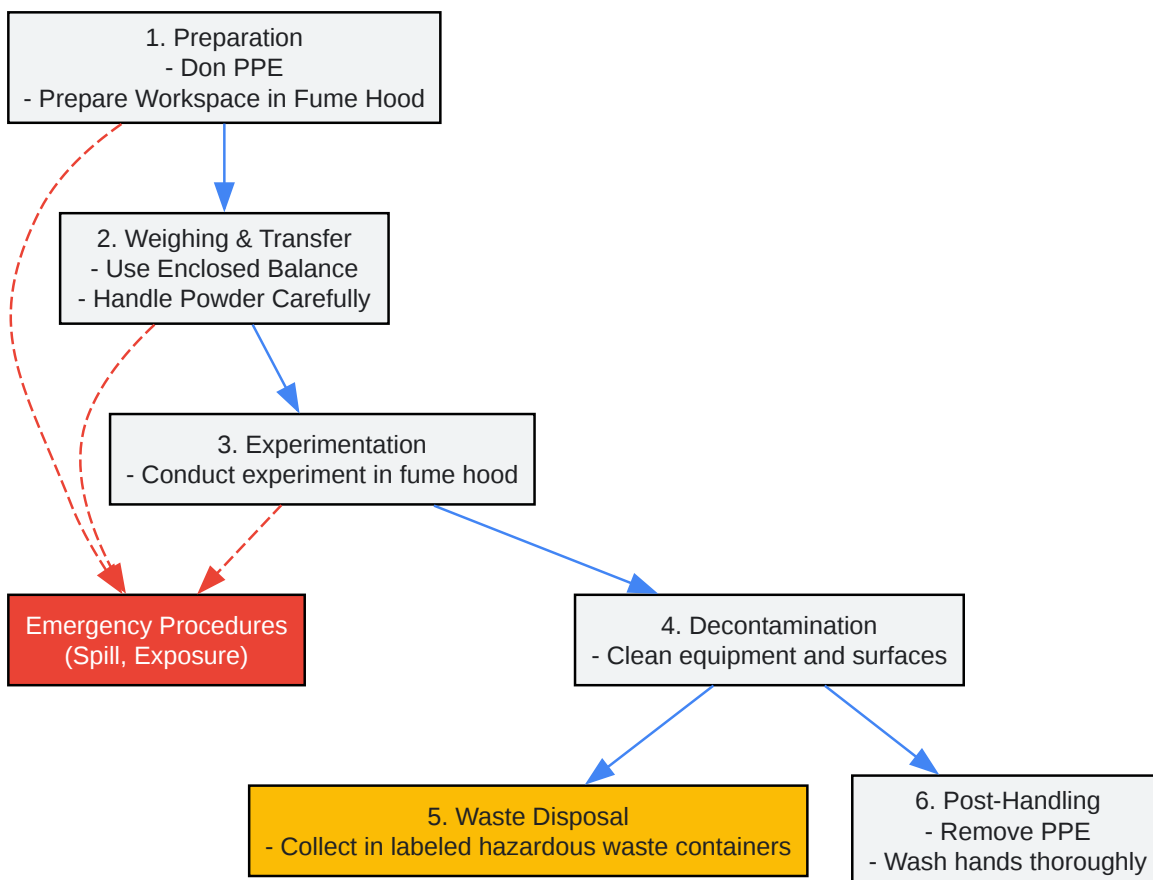 1. Preparation
- Don PPE
- Prepare Workspace in Fume Hood
2. Weighing & Transfer
- Use Enclosed Balance
- Handle Powder Carefully
3. Experimentation
- Conduct experiment in fume hood
Emergency Procedures
(Spill, Exposure)
4. Decontamination
- Clean equipment and surfaces
5. Waste Disposal
- Collect in labeled hazardous waste containers
6. Post-Handling
- Remove PPE
- Wash hands thoroughly